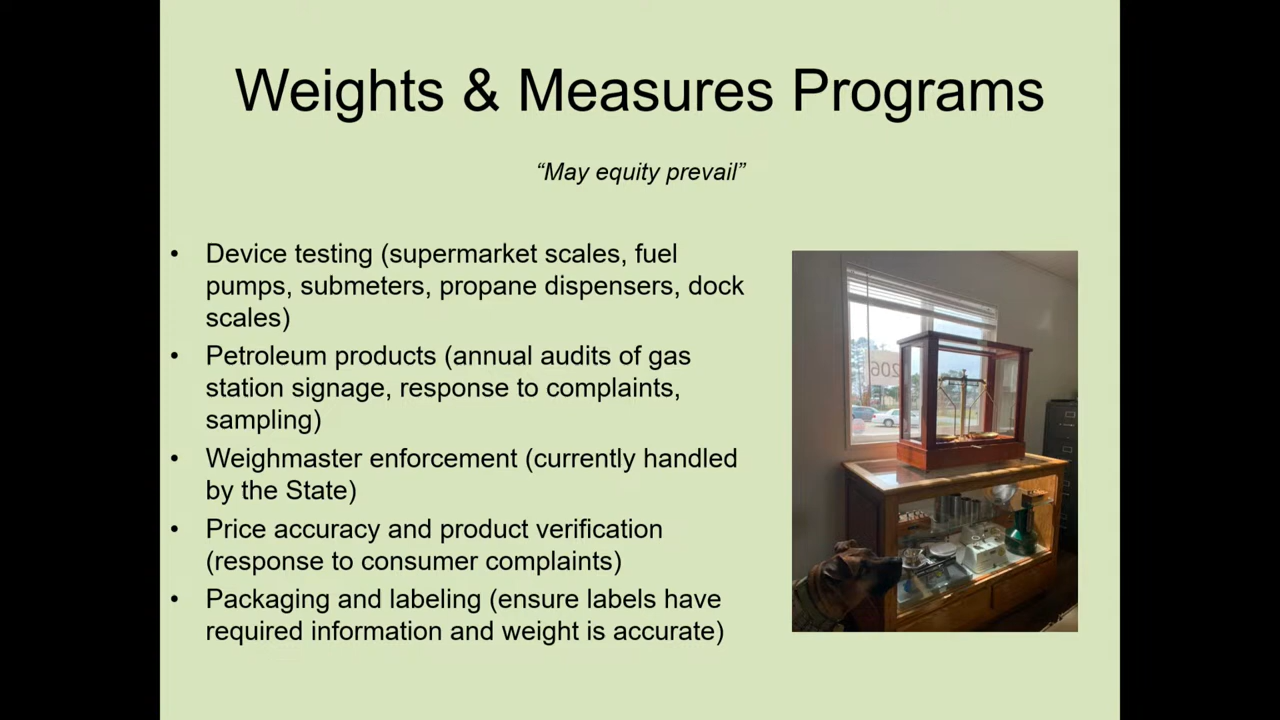 Weights & Measures Programs
“May equity prevail”
• Device testing (supermarket scales, fuel
pumps, submeters, propane dispensers, dock
scales)
• Petroleum products (annual audits of gas
station signage, response to complaints,
sampling)
• Weighmaster enforcement (currently handled
by the State)
• Price accuracy and product verification
(response to consumer complaints)
• Packaging and labeling (ensure labels have
required information and weight is accurate)
206